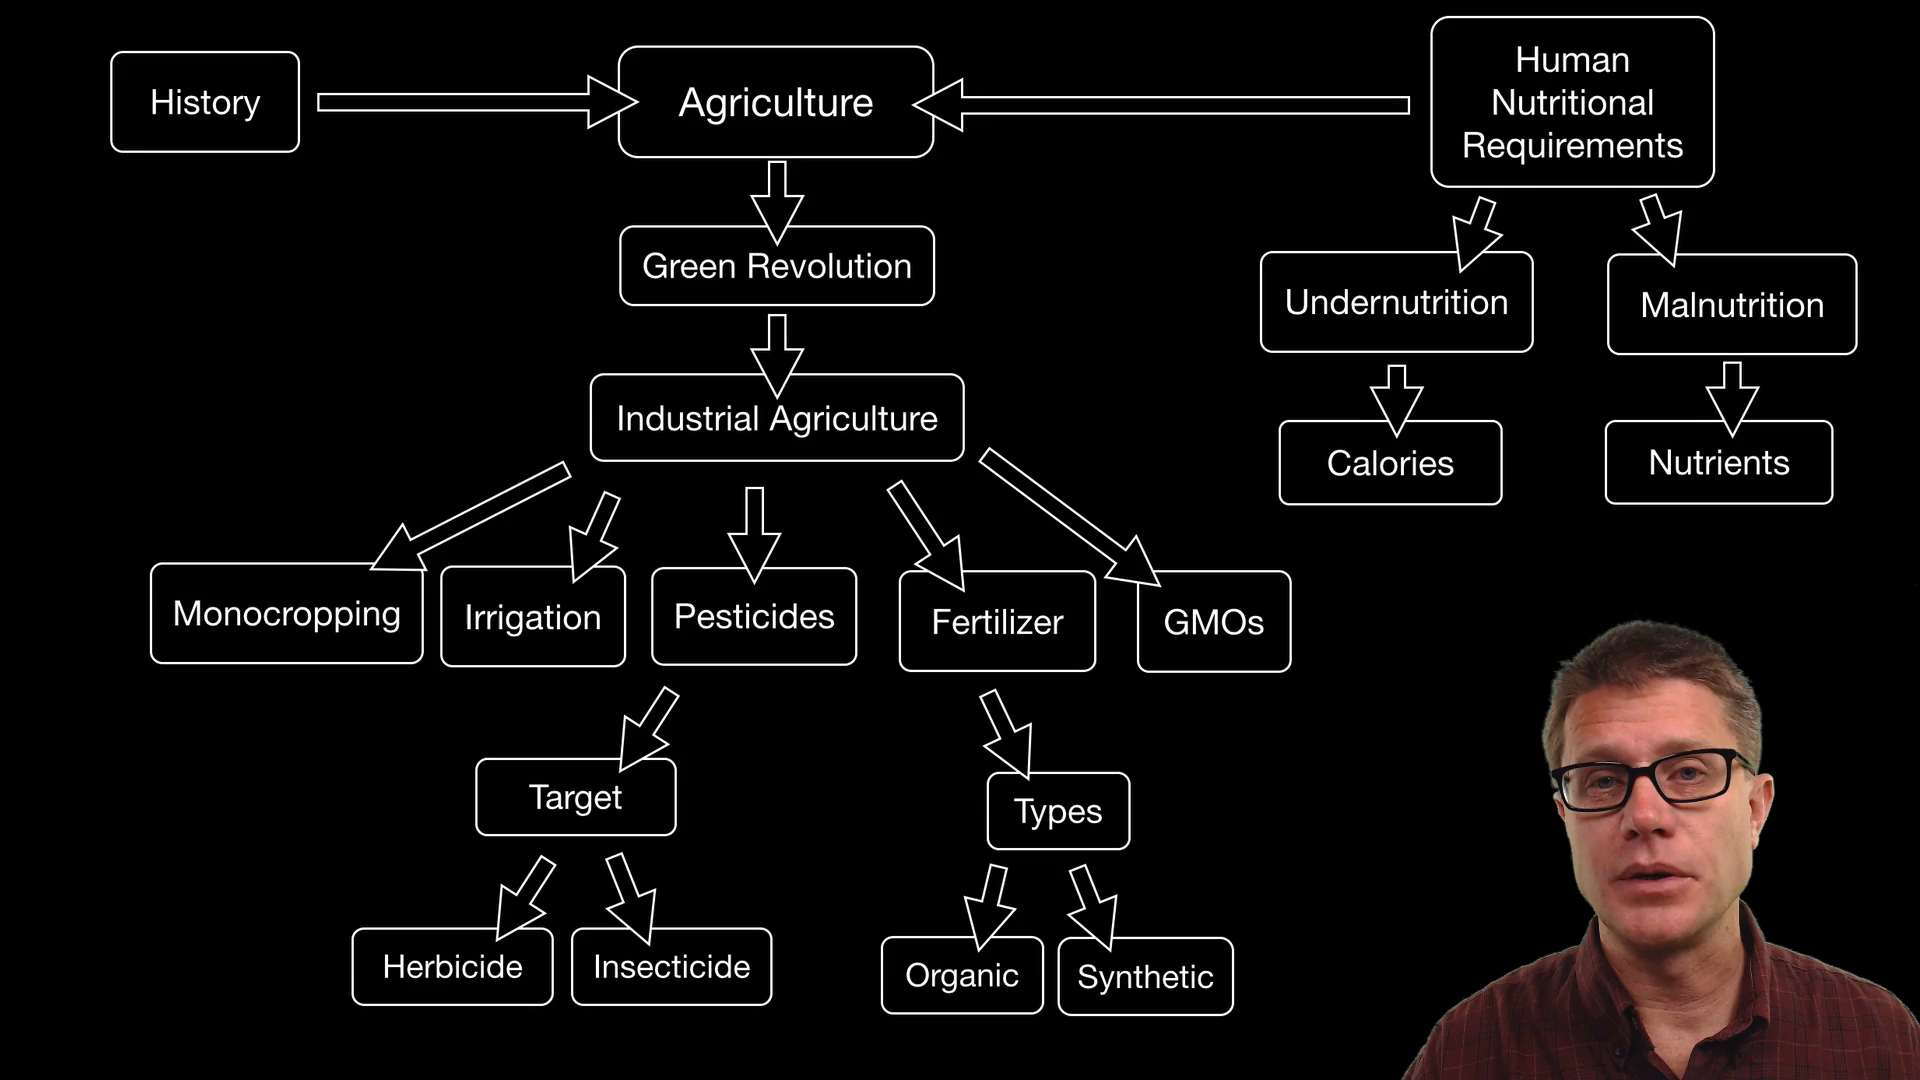 History
Agriculture
Human
Nutritional
Requirements
Green Revolution
Undernutrition
Malnutrition
Industrial Agriculture
Calories
Nutrients
Monocropping
Irrigation
Pesticides
Fertilizer
GMOs
Target
Types
Herbicide
Insecticide
Organic
Synthetic